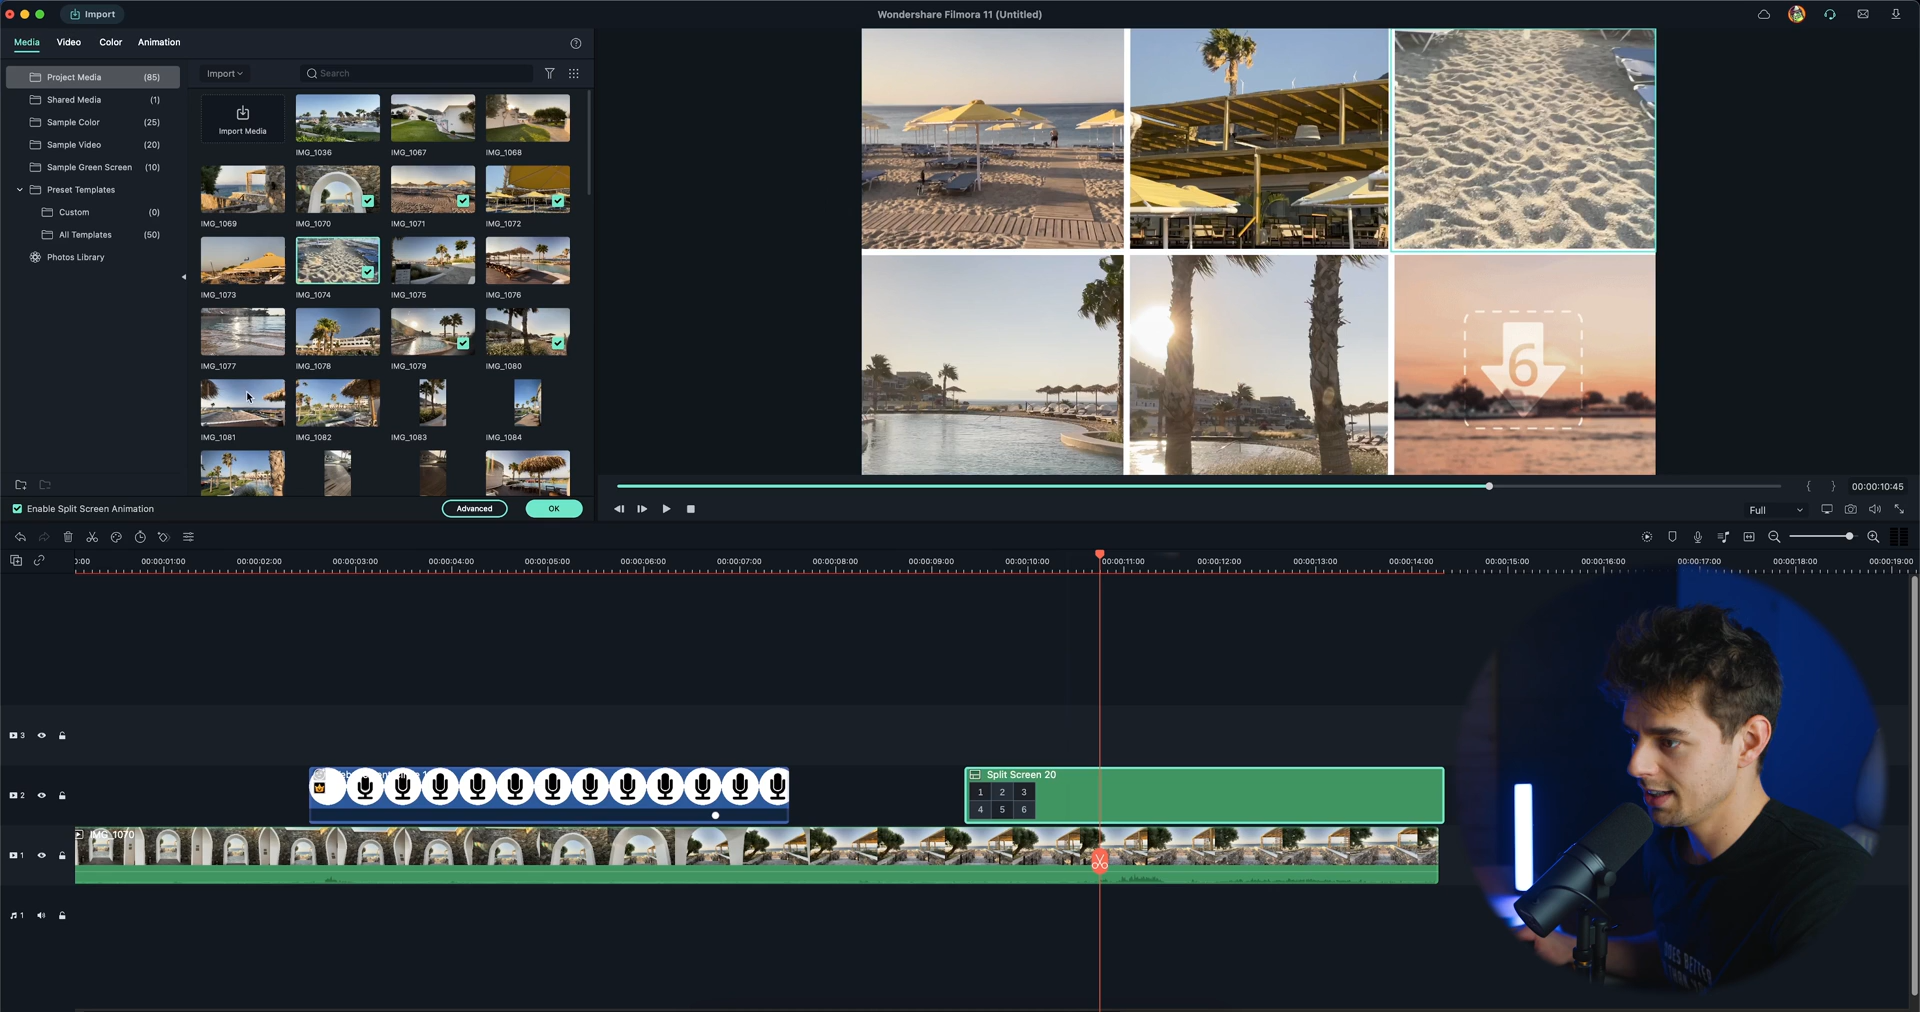 Import
Wondershare Filmora 11 (Untitled)
Media Video Color Animation
Project Media (85)
Shared Media (1)
Sample Color (25)
Sample Video (20)
Sample Green Screen (10)
Preset Templates
Custom (0)
All Templates (50)
Photos Library
Import
Search
Import Media
IMG_1036 IMG_1067 IMG_1068
IMG_1069 IMG_1070 IMG_1071 IMG_1072
IMG_1073 IMG_1074 IMG_1075 IMG_1076
IMG_1077 IMG_1078 IMG_1079 IMG_1080
IMG_1081 IMG_1082 IMG_1083 IMG_1084
6
Enable Split Screen Animation
Advanced
OK
00:00:10:45
Full
:00 00:00:01:00 00:00:02:00 00:00:03:00 00:00:04:00 00:00:05:00 00:00:06:00 00:00:07:00 00:00:08:00 00:00:09:00 00:00:10:00 00:00:11:00 00:00:12:00 00:00:13:00 00:00:14:00 00:00:15:00 00:00:16:00 00:00:17:00 00:00:18:00 00:00:19:00
3
2
Split Screen 20
1 2 3
4 5 6
1
IMG_1070
1
DOES BETTER